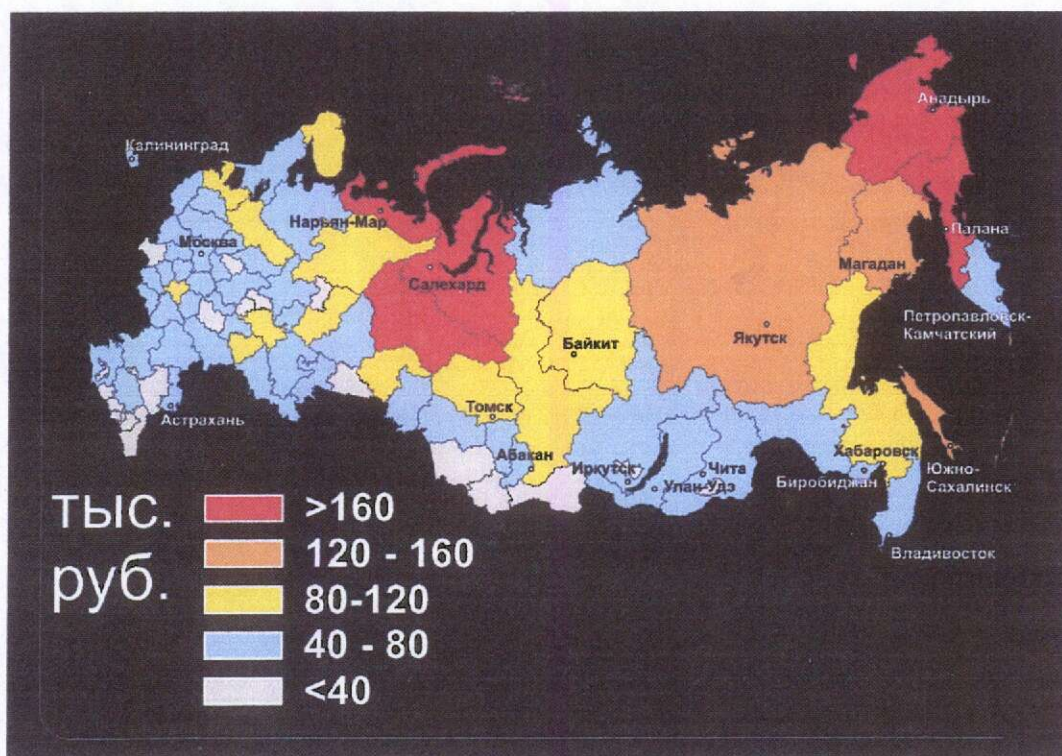 Анадырь
Калининград
Нарьян-Мар
Палана
Москва
Магадан
Салехард
Петропавловск-
Камчатский
Якутск
Байкит
Томск
Астрахань
Хабаровск
Абакан
Иркутск
Чита
Южно-
Сахалинск
Биробиджан
Улан-Удэ
Владивосток
тыс.
руб.
>160
120 - 160
80-120
40 - 80
<40